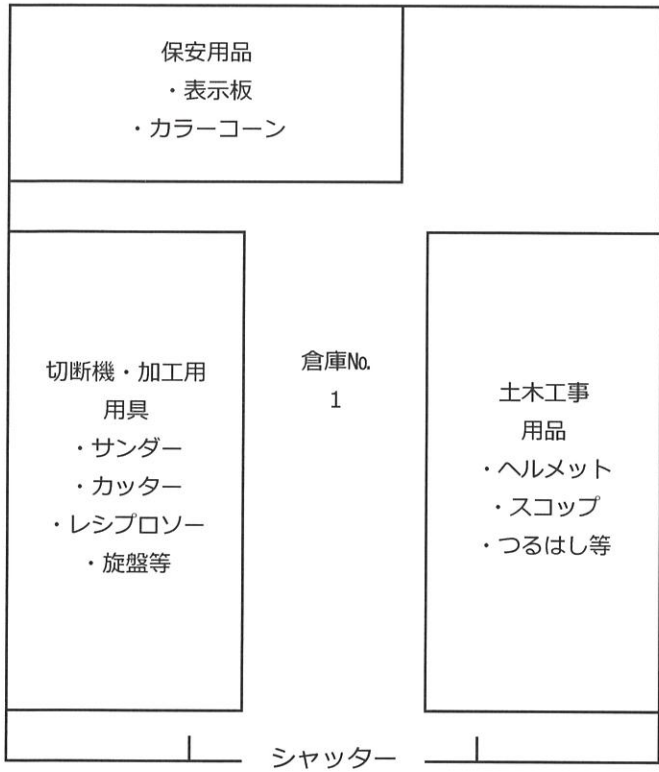 保安用品
・表示板
・カラーコーン
切断機・加工用
用具
・サンダー
・カッター
・レシプロソー
・旋盤等
倉庫№
1
土木工事
用品
・ヘルメット
・スコップ
・つるはし等
シャッター